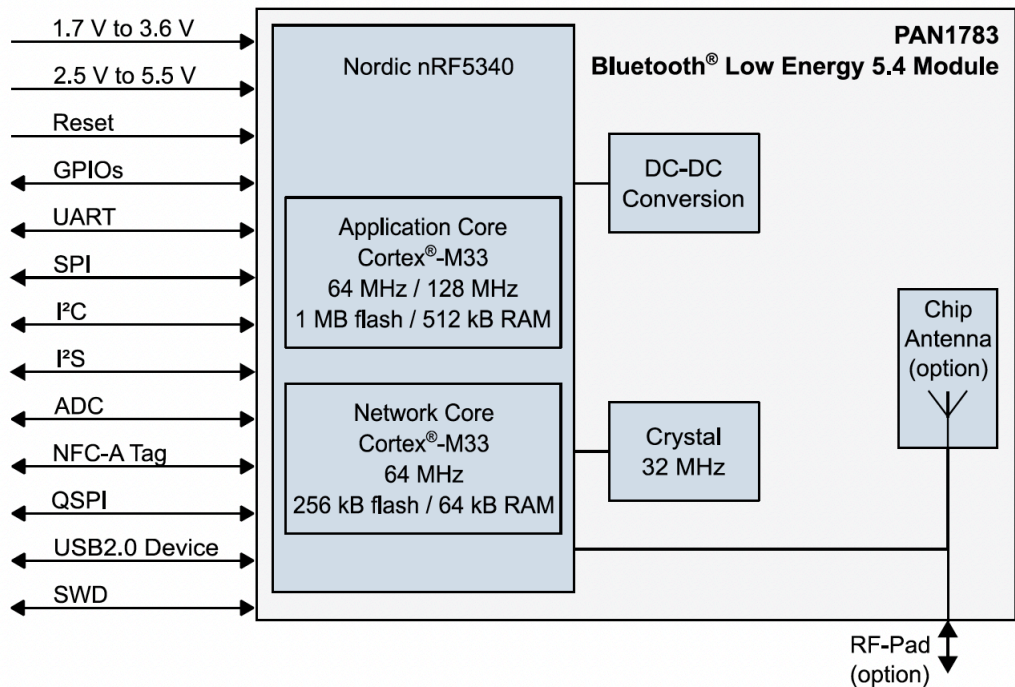 1.7 V to 3.6 V
2.5 V to 5.5 V
Reset
GPIOs
UART
SPI
I²C
I²S
ADC
NFC-A Tag
QSPI
USB2.0 Device
SWD
Nordic nRF5340
Application Core
Cortex®-M33
64 MHz / 128 MHz
1 MB flash / 512 kB RAM
Network Core
Cortex®-M33
64 MHz
256 kB flash / 64 kB RAM
PAN1783
Bluetooth® Low Energy 5.4 Module
DC-DC
Conversion
Crystal
32 MHz
Chip
Antenna
(option)
RF-Pad
(option)